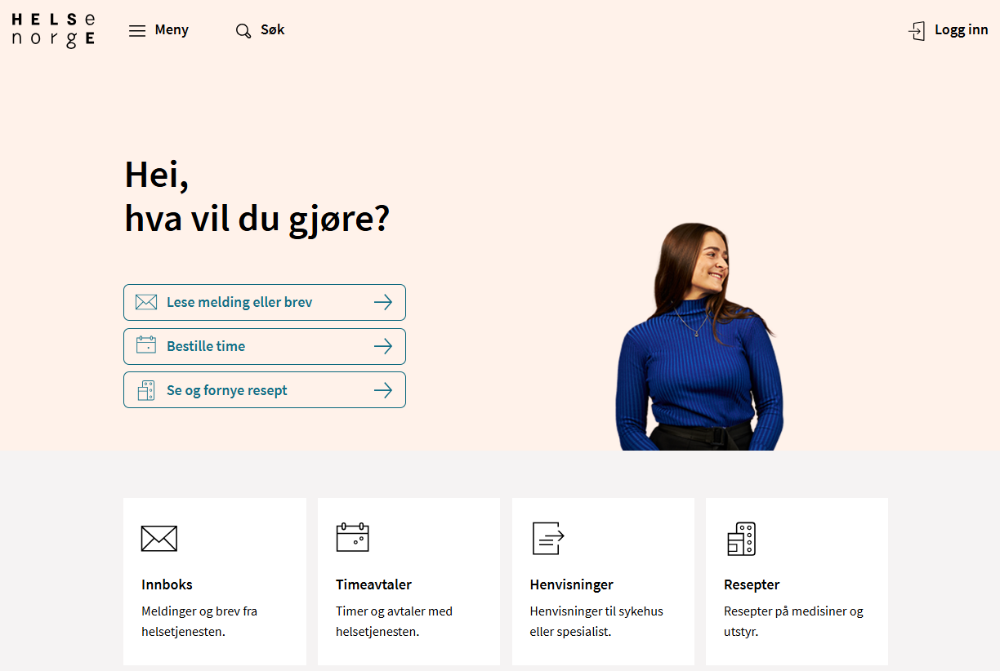 HELSe
norgE
Meny
Søk
Logg inn
Hei,
hva vil du gjøre?
Lese melding eller brev
Bestille time
Se og fornye resept
Innboks
Meldinger og brev fra
helsetjenesten.
Timeavtaler
Timer og avtaler med
helsetjenesten.
Henvisninger
Henvisninger til sykehus
eller spesialist.
Resepter
Resepter på medisiner og
utstyr.